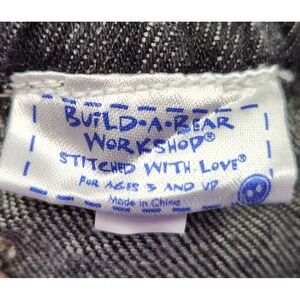 BUILD-A-BEAR
WORKSHOP®
STITCHED WITH LOVE®
FOR AGES 3 AND UP
Made in China